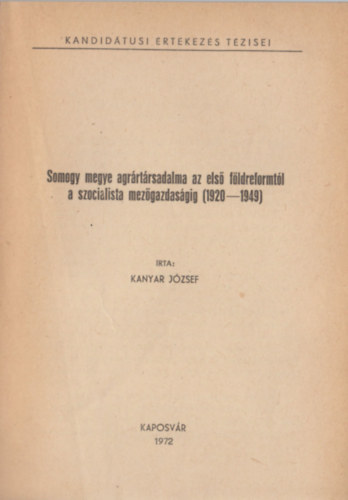 KANDIDÁTUSI ÉRTEKEZÉS TÉZISEI
Somogy megye agrártársadalma az első földreformtól
a szocialista mezőgazdaságig (1920—1949)
ÍRTA:
KANYAR JÓZSEF
KAPOSVÁR
1972